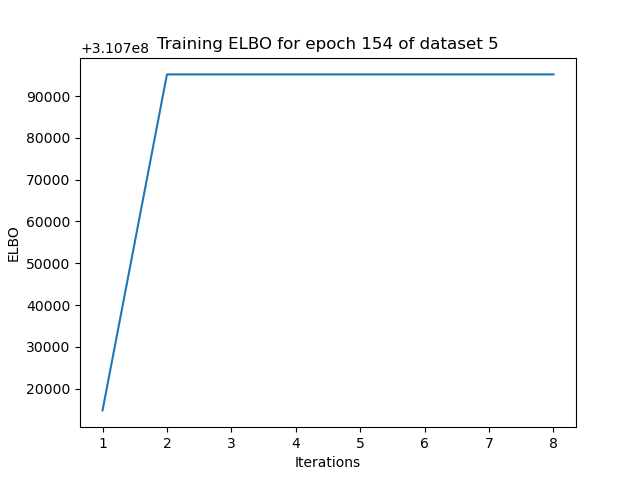 +3.107e8
Training ELBO for epoch 154 of dataset 5
90000
80000
70000
60000
50000
40000
30000
20000
ELBO
1 2 3 4 5 6 7 8
Iterations